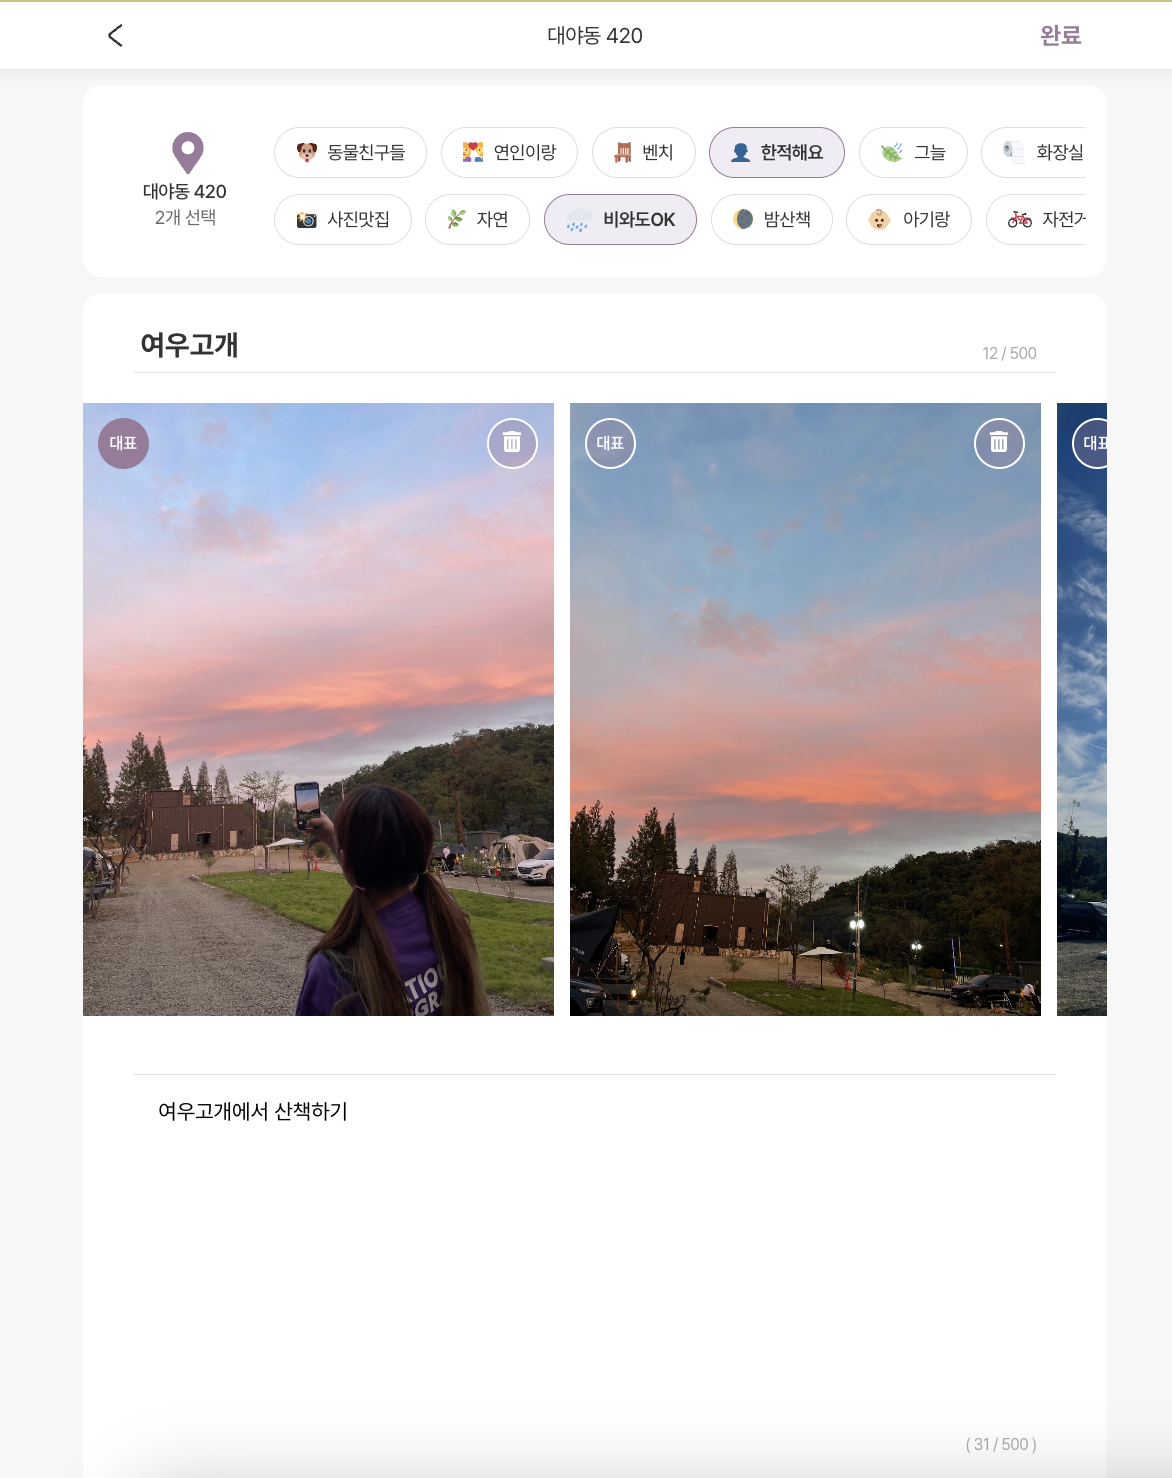 대야동 420
완료
동물친구들 연인이랑 벤치 한적해요 그늘 화장실
대야동 420
2개 선택
사진맛집 자연 비와도OK 밤산책 아기랑
여우고개
12 / 500
대표 대표 대표
여우고개에서 산책하기
( 31 / 500 )